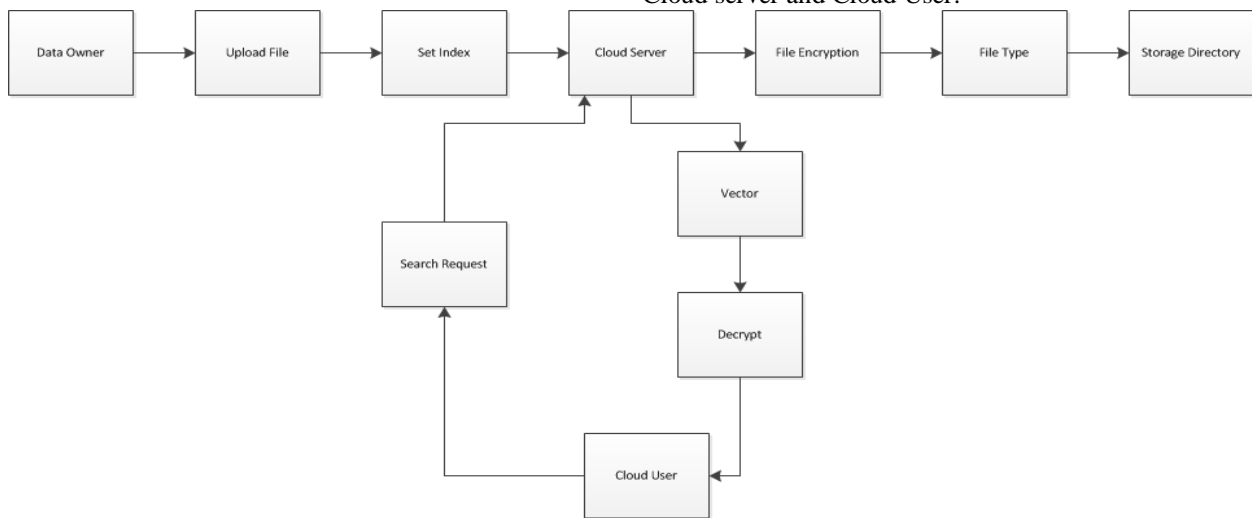 Cloud server and Cloud User.
Data Owner
Upload File
Set Index
Cloud Server
File Encryption
File Type
Storage Directory
Vector
Search Request
Decrypt
Cloud User